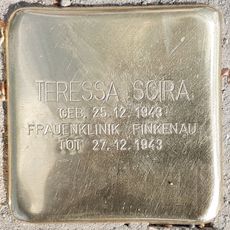 TERESSA SCIRA
GEB. 25.12.1943
FRAUENKLINIK FINKENAU
TOT 27.12.1943